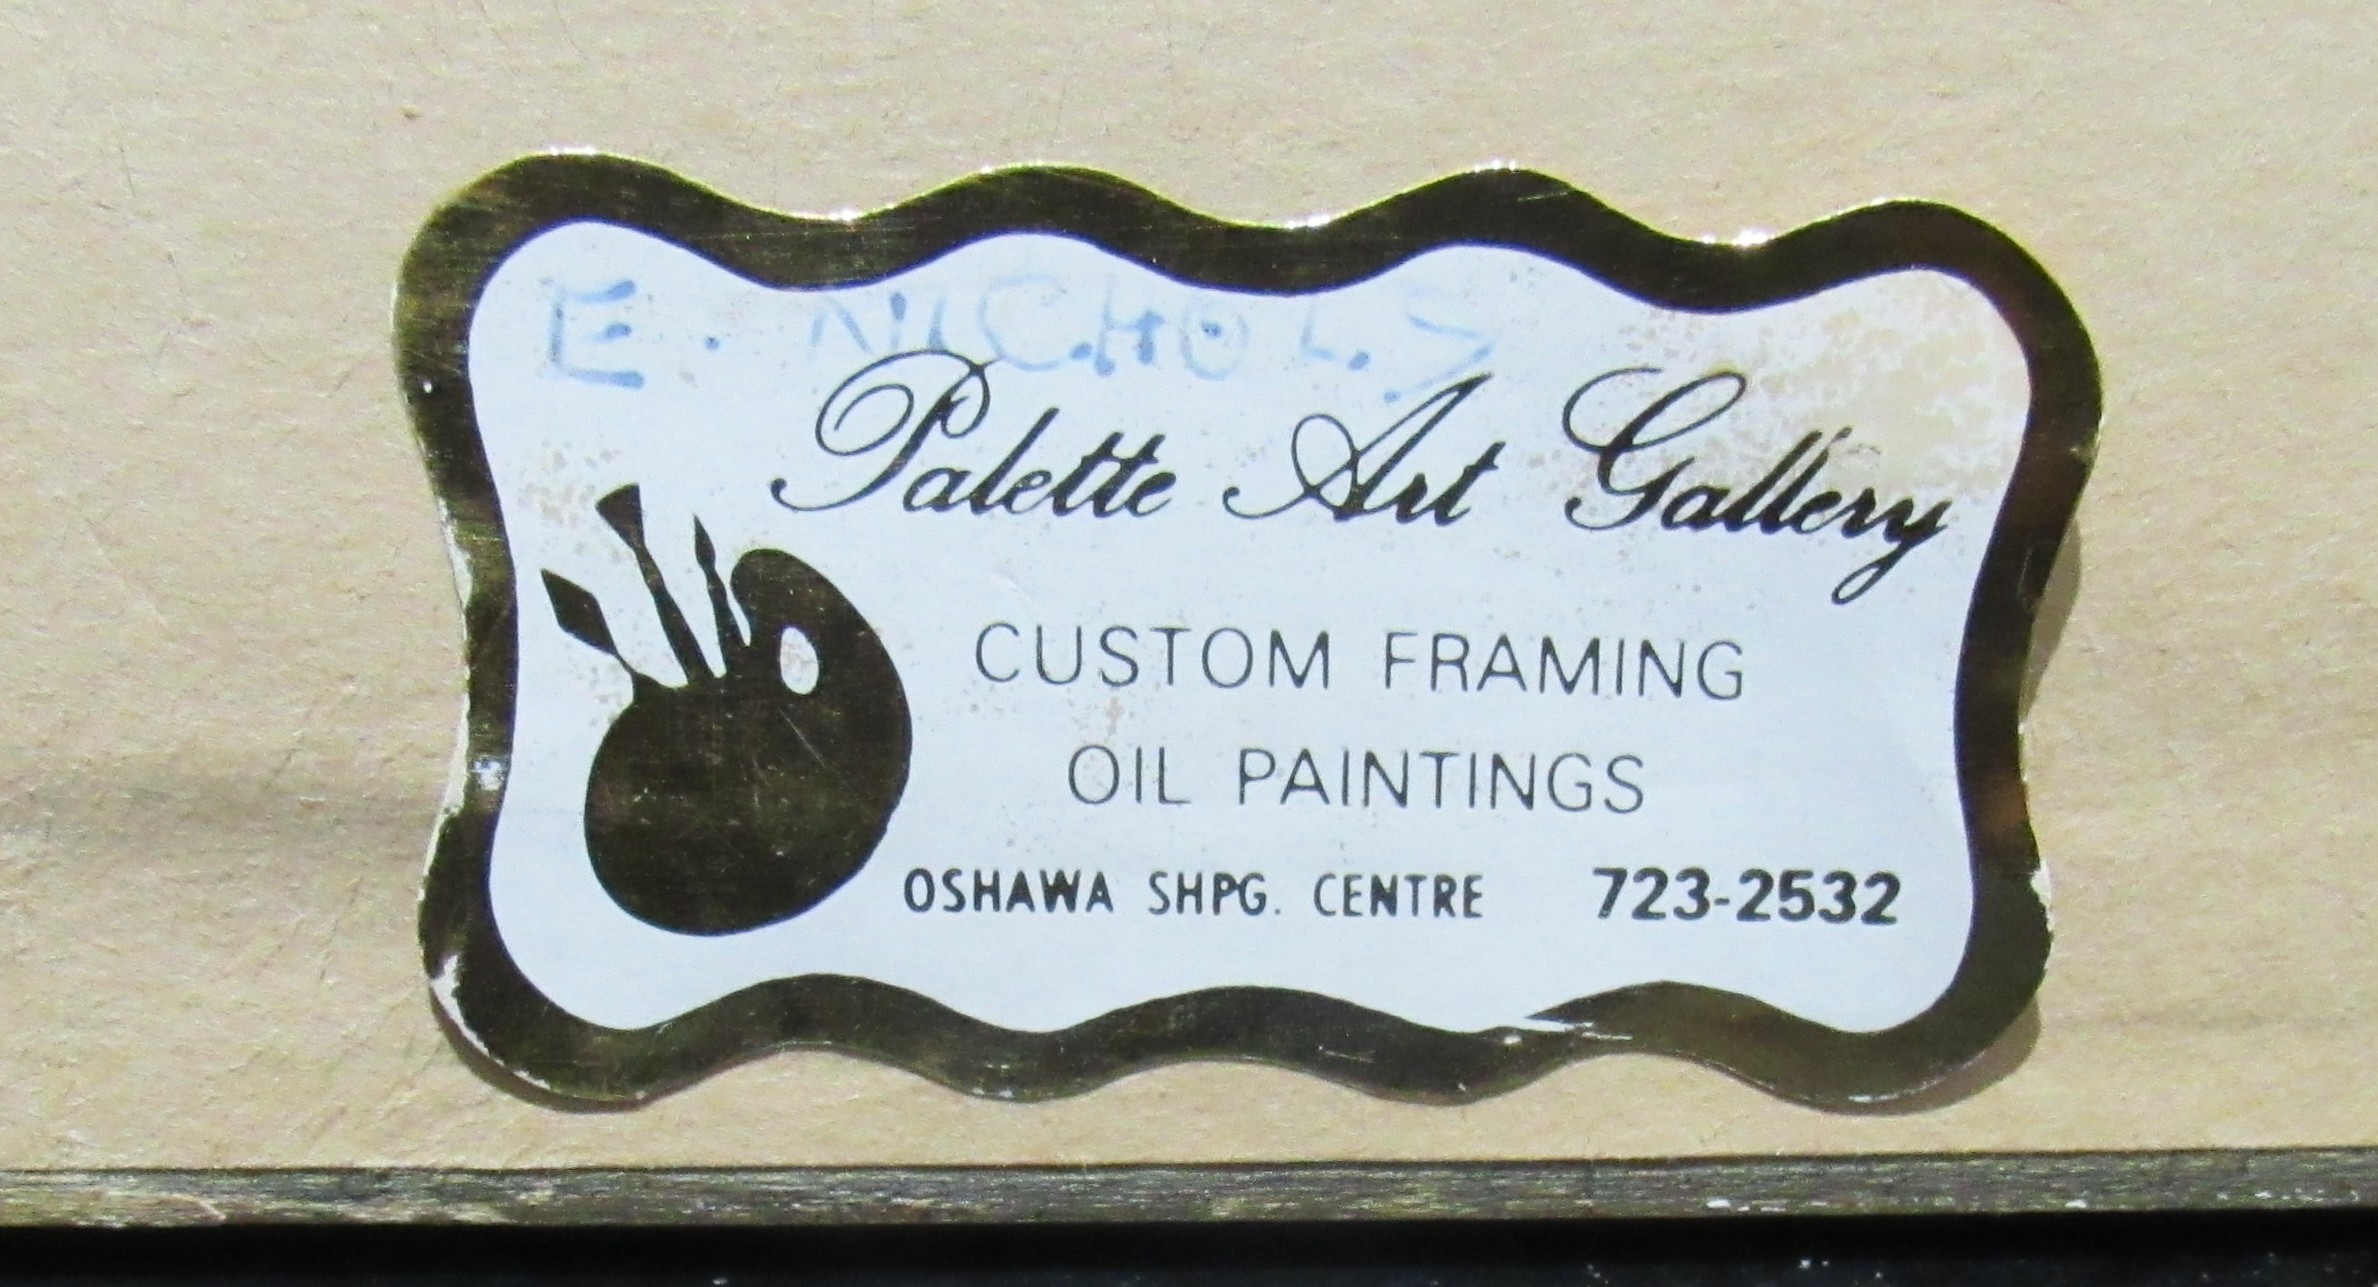 E. NICHOLS
Palette Art Gallery
CUSTOM FRAMING
OIL PAINTINGS
OSHAWA SHPG. CENTRE 723-2532